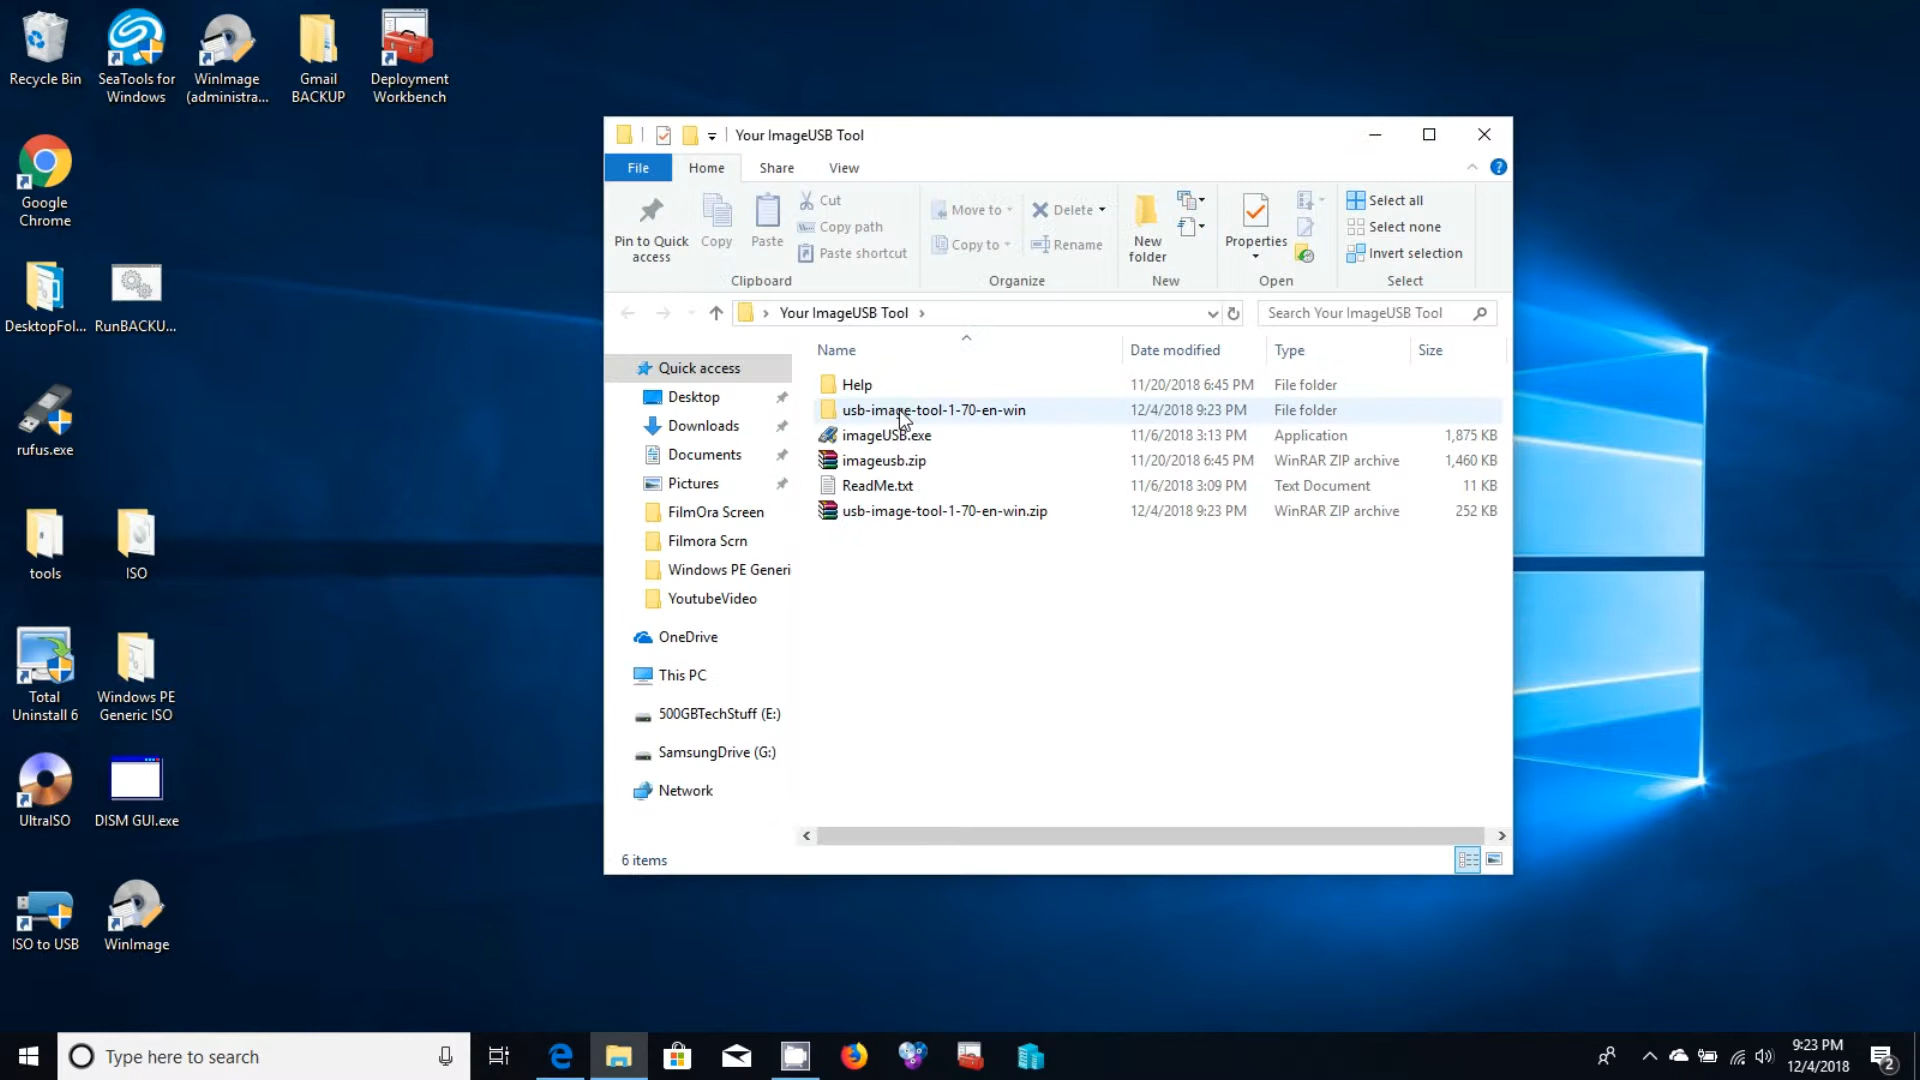 Recycle Bin
SeaTools for
Windows
WinImage
(administra...
Gmail
BACKUP
Deployment
Workbench
Google
Chrome
DesktopFol...
RunBACKU...
rufus.exe
tools
ISO
Total
Uninstall 6
Windows PE
Generic ISO
UltraISO
DISM GUI.exe
ISO to USB
WinImage
Your ImageUSB Tool
File
Home
Share
View
Pin to Quick
access
Copy
Paste
Cut
Copy path
Paste shortcut
Clipboard
Move to
Copy to
Delete
Rename
Organize
New
folder
New
Properties
Open
Select all
Select none
Invert selection
Select
Your ImageUSB Tool
Search Your ImageUSB Tool
Quick access
Desktop
Downloads
Documents
Pictures
FilmOra Screen
Filmora Scrn
Windows PE Generi
YoutubeVideo
OneDrive
This PC
500GBTechStuff (E:)
SamsungDrive (G:)
Network
Name Date modified Type Size
Help 11/20/2018 6:45 PM File folder
usb-image-tool-1-70-en-win 12/4/2018 9:23 PM File folder
imageUSB.exe 11/6/2018 3:13 PM Application 1,875 KB
imageusb.zip 11/20/2018 6:45 PM WinRAR ZIP archive 1,460 KB
ReadMe.txt 11/6/2018 3:09 PM Text Document 11 KB
usb-image-tool-1-70-en-win.zip 12/4/2018 9:23 PM WinRAR ZIP archive 252 KB
6 items
Type here to search
9:23 PM
12/4/2018
2